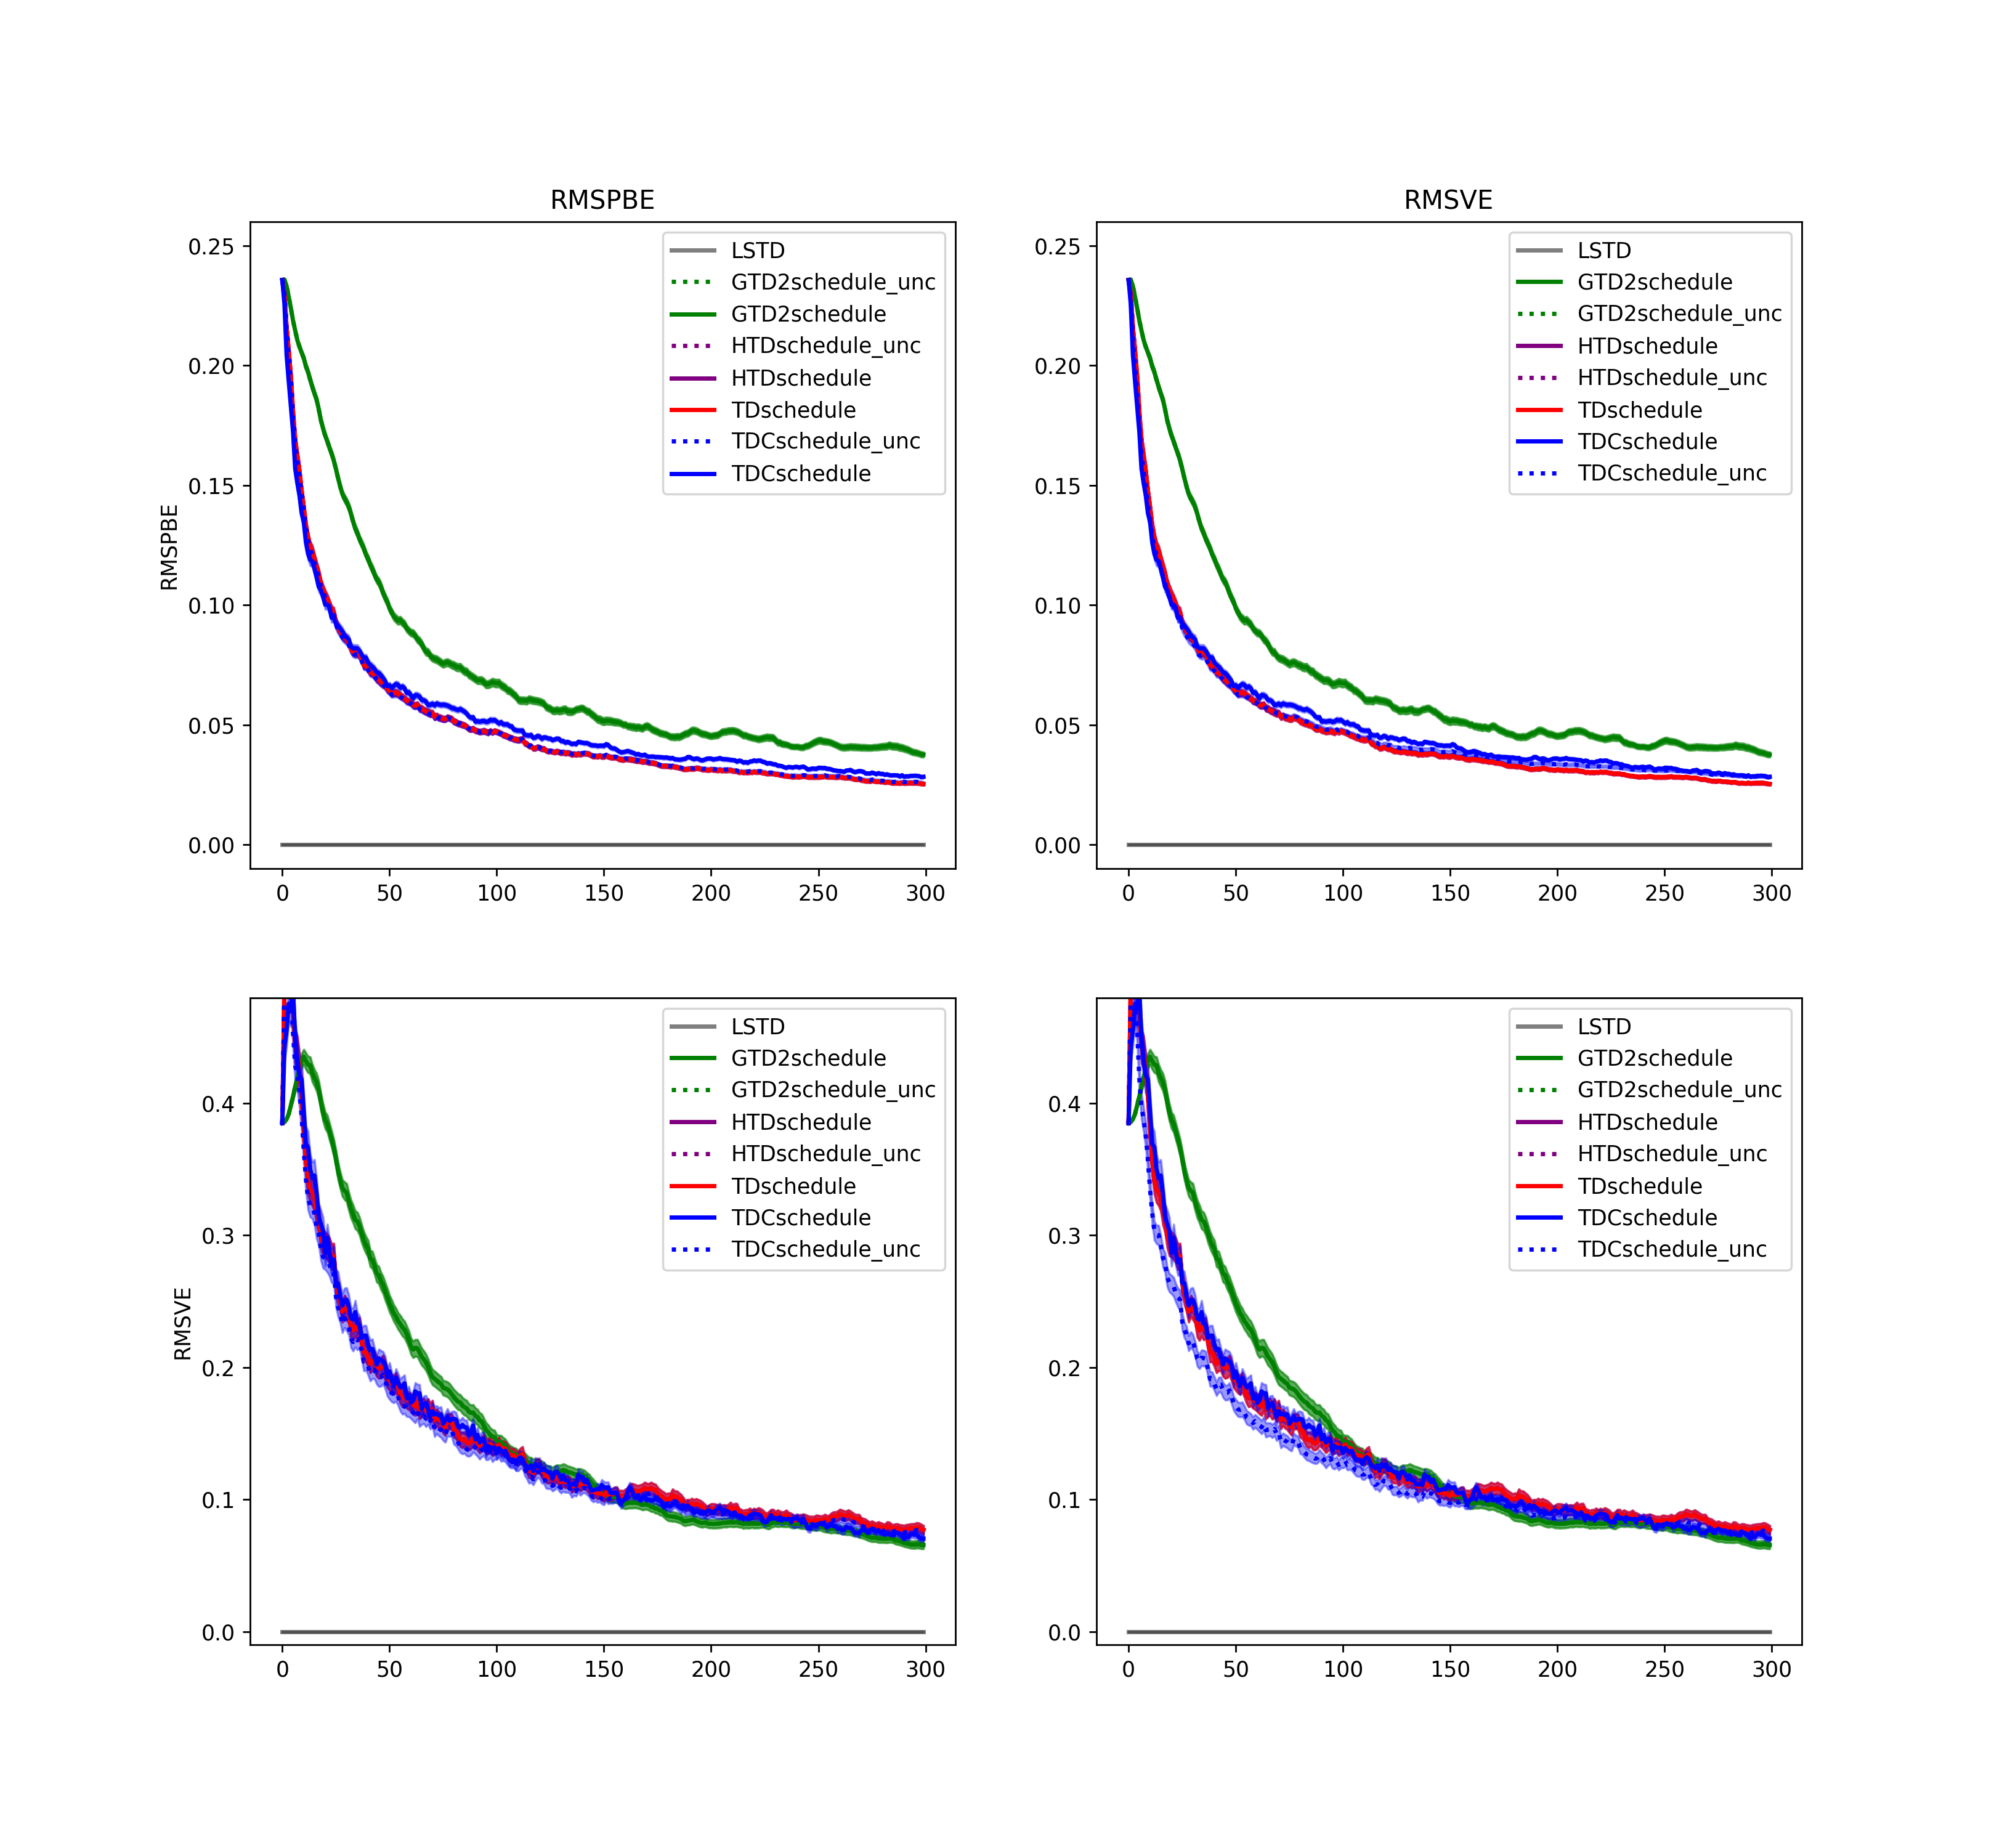 RMSPBE
RMSVE
RMSPBE
0.25
0.20
0.15
0.10
0.05
0.00
LSTD
GTD2schedule_unc
GTD2schedule
HTDschedule_unc
HTDschedule
TDschedule
TDCschedule_unc
TDCschedule
0 50 100 150 200 250 300
0.25
0.20
0.15
0.10
0.05
0.00
LSTD
GTD2schedule
GTD2schedule_unc
HTDschedule
HTDschedule_unc
TDschedule
TDCschedule
TDCschedule_unc
0 50 100 150 200 250 300
RMSVE
0.4
0.3
0.2
0.1
0.0
LSTD
GTD2schedule
GTD2schedule_unc
HTDschedule
HTDschedule_unc
TDschedule
TDCschedule
TDCschedule_unc
0 50 100 150 200 250 300
0.4
0.3
0.2
0.1
0.0
LSTD
GTD2schedule
GTD2schedule_unc
HTDschedule
HTDschedule_unc
TDschedule
TDCschedule
TDCschedule_unc
0 50 100 150 200 250 300